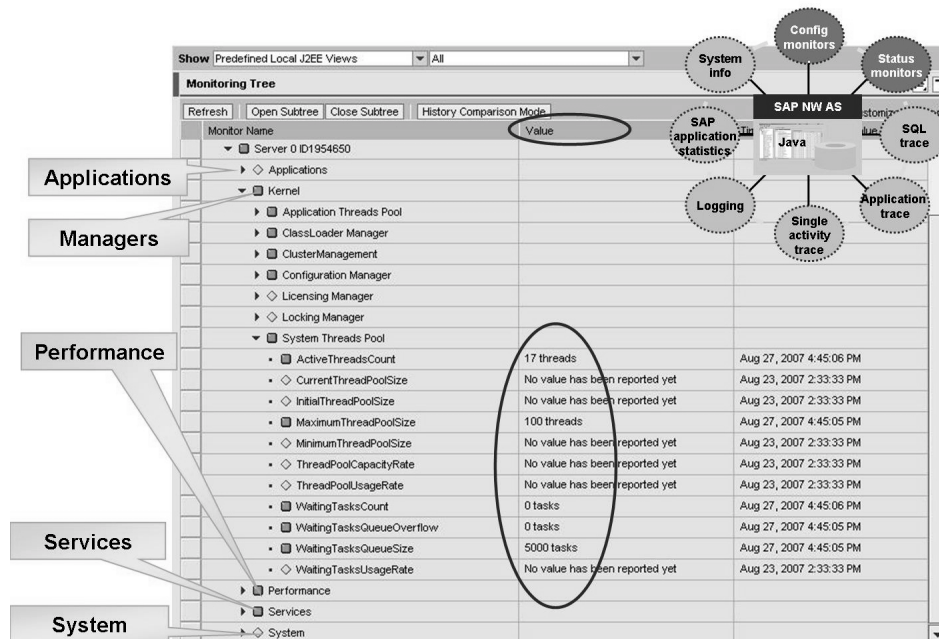 Config
monitors
System
info
Status
monitors
Show Predefined Local J2EE Views All
Monitoring Tree
SAP NW AS
Java
Refresh Open Subtree Close Subtree History Comparison Mode
SAP
application
statistics
SQL
trace
Monitor Name Value
Server 0 ID1954650
Applications
Applications
Kernel
Managers
Logging
Application
trace
Single
activity
trace
Application Threads Pool
ClassLoader Manager
ClusterManagement
Configuration Manager
Licensing Manager
Locking Manager
System Threads Pool
Performance
ActiveThreadsCount 17 threads Aug 27, 2007 4:45:06 PM
CurrentThreadPoolSize No value has been reported yet Aug 23, 2007 2:33:33 PM
InitialThreadPoolSize No value has been reported yet Aug 23, 2007 2:33:33 PM
MaximumThreadPoolSize 100 threads Aug 27, 2007 4:45:05 PM
MinimumThreadPoolSize No value has been reported yet Aug 23, 2007 2:33:33 PM
ThreadPoolCapacityRate No value has been reported yet Aug 23, 2007 2:33:33 PM
ThreadPoolUsageRate No value has been reported yet Aug 23, 2007 2:33:33 PM
WaitingTasksCount 0 tasks Aug 27, 2007 4:45:06 PM
WaitingTasksQueueOverflow 0 tasks Aug 27, 2007 4:45:05 PM
WaitingTasksQueueSize 5000 tasks Aug 27, 2007 4:45:05 PM
WaitingTasksUsageRate No value has been reported yet Aug 23, 2007 2:33:33 PM
Services
Performance
Services
System
System